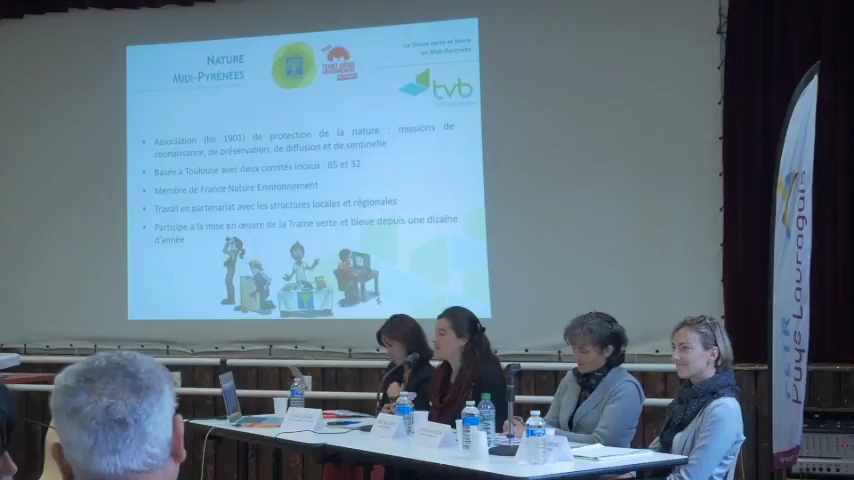 NATURE
MIDI-PYRÉNÉES
FRANCE NATURE
ENVIRONNEMENT
La Trame verte et bleue
en Midi-Pyrénées
tvb
• Association (loi 1901) de protection de la nature : missions de
connaissance, de préservation, de diffusion et de sentinelle
• Basée à Toulouse avec deux comités locaux : 65 et 32
• Membre de France Nature Environnement
• Travail en partenariat avec les structures locales et régionales
• Participe à la mise en œuvre de la Trame verte et bleue depuis une dizaine
d'année
Pays Lauragais